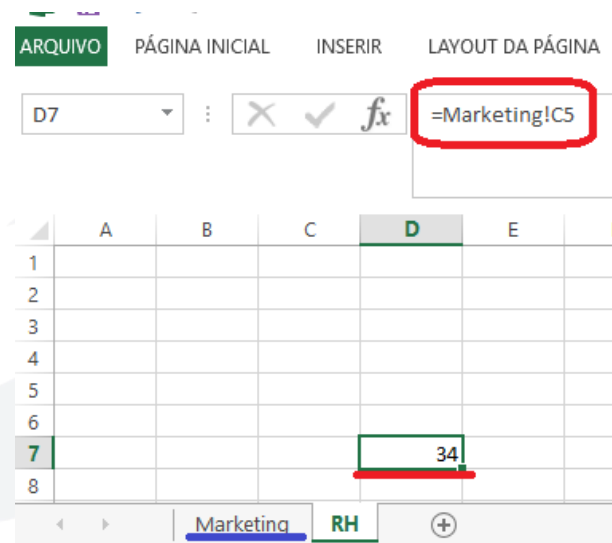 ARQUIVO PÁGINA INICIAL INSERIR LAYOUT DA PÁGINA
D7 fx =Marketing!C5
A B C D E
1
2
3
4
5
6
7 34
8
Marketing RH